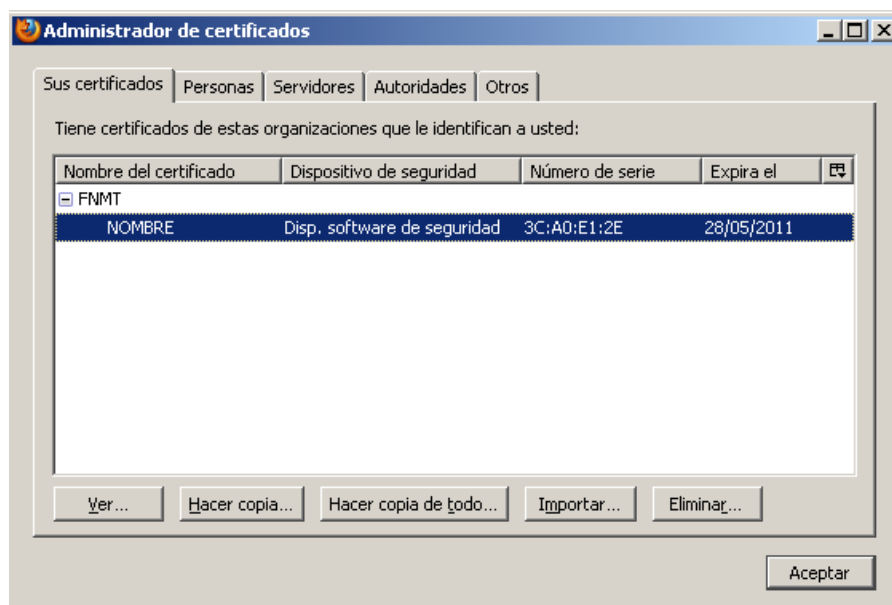 Administrador de certificados
Sus certificados Personas Servidores Autoridades Otros
Tiene certificados de estas organizaciones que le identifican a usted:
Nombre del certificado Dispositivo de seguridad Número de serie Expira el
FNMT
NOMBRE Disp. software de seguridad 3C:A0:E1:2E 28/05/2011
Ver... Hacer copia... Hacer copia de todo... Importar... Eliminar...
Aceptar